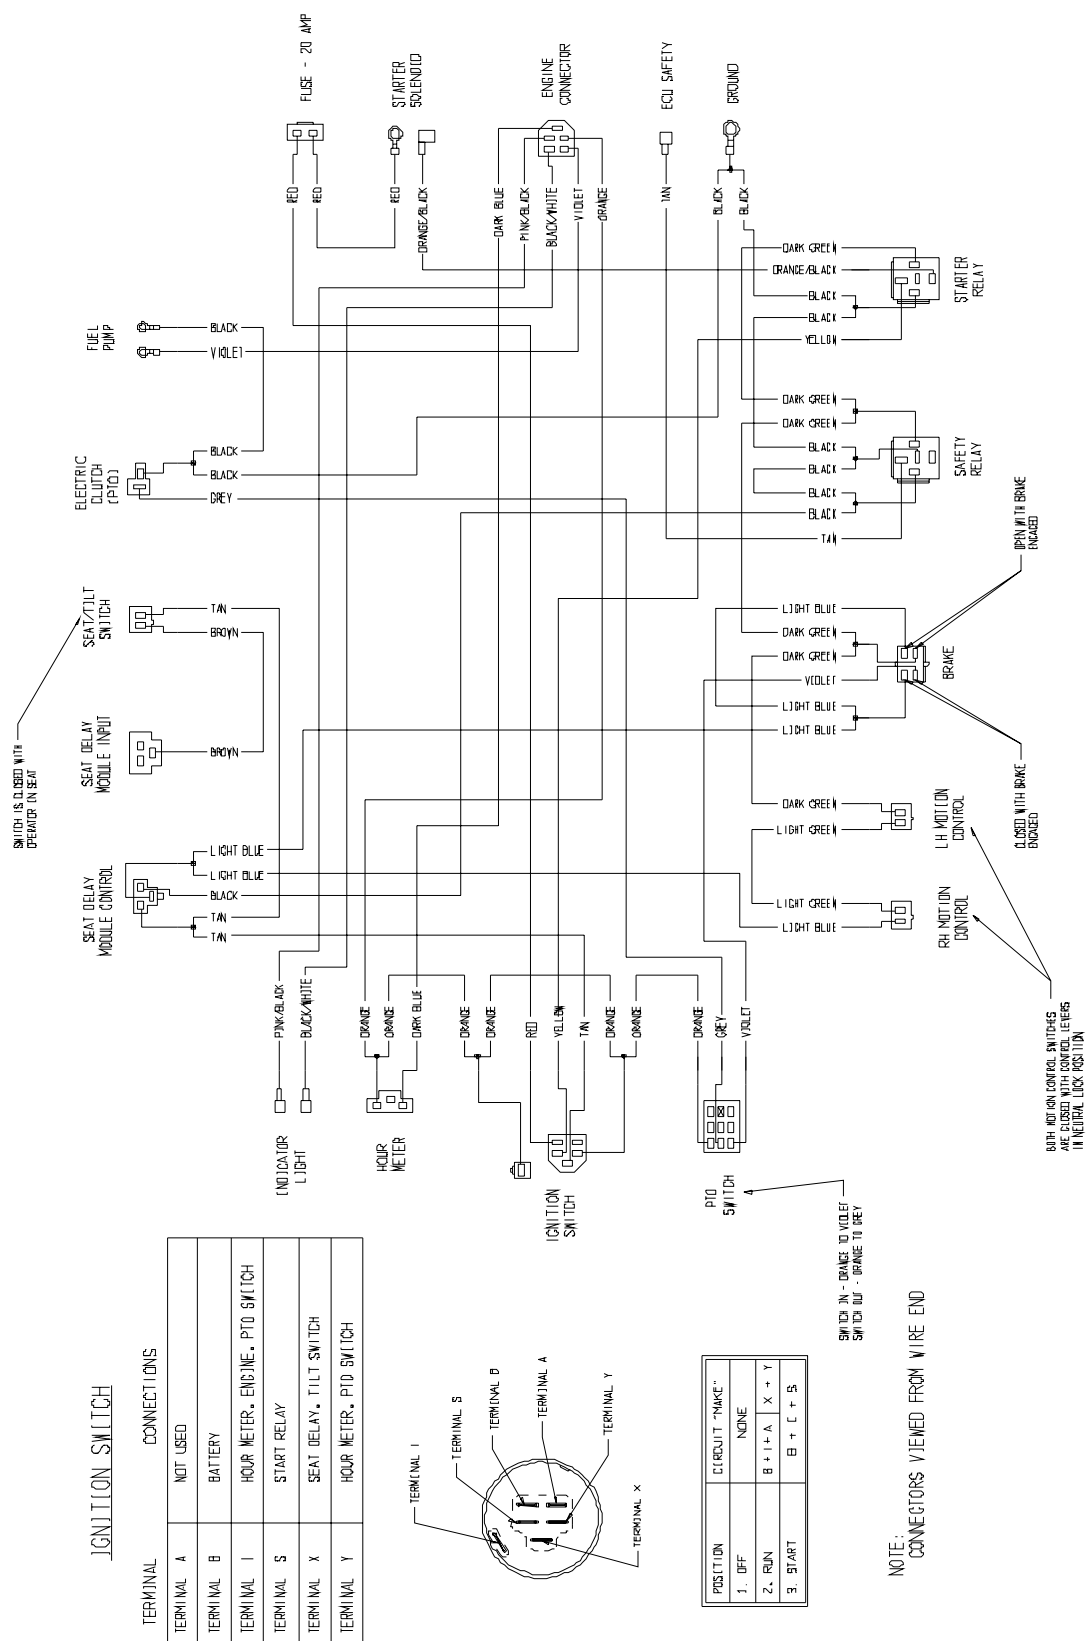 FUSE - 20 AMP
STARTER
SOLENOID
ENGINE
CONNECTOR
ECU SAFETY
GROUND
RED
RED
RED
ORANGE/BLACK
DARK BLUE
PINK/BLACK
BLACK/WHITE
VIOLET
ORANGE
TAN
BLACK
BLACK
DARK GREEN
ORANGE/BLACK
BLACK
BLACK
YELLOW
STARTER
RELAY
FUEL
PUMP
BLACK
VIOLET
DARK GREEN
DARK GREEN
BLACK
BLACK
BLACK
BLACK
TAN
SAFETY
RELAY
ELECTRIC
CLUTCH
(PTO)
BLACK
BLACK
GREY
OPEN WITH BRAKE
ENGAGED
SEAT/TILT
SWITCH
TAN
BROWN
LIGHT BLUE
DARK GREEN
DARK GREEN
VIOLET
LIGHT BLUE
LIGHT BLUE
BRAKE
SWITCH IS CLOSED WITH
OPERATOR IN SEAT
SEAT DELAY
MODULE INPUT
BROWN
CLOSED WITH BRAKE
ENGAGED
DARK GREEN
LIGHT GREEN
LH MOTION
CONTROL
SEAT DELAY
MODULE CONTROL
LIGHT BLUE
LIGHT BLUE
BLACK
TAN
TAN
LIGHT GREEN
LIGHT BLUE
RH MOTION
CONTROL
PINK/BLACK
BLACK/WHITE
ORANGE
ORANGE
DARK BLUE
ORANGE
ORANGE
RED
YELLOW
TAN
ORANGE
ORANGE
ORANGE
GREY
VIOLET
BOTH MOTION CONTROL SWITCHES
ARE CLOSED WITH CONTROL LEVERS
IN NEUTRAL LOCK POSITION
INDICATOR
LIGHT
HOUR
METER
IGNITION
SWITCH
PTO
SWITCH
SWITCH IN - ORANGE TO VIOLET
SWITCH OUT - ORANGE TO GREY
IGNITION SWITCH
TERMINAL CONNECTIONS
TERMINAL A NOT USED
TERMINAL B BATTERY
TERMINAL I HOUR METER, ENGINE, PTO SWITCH
TERMINAL S START RELAY
TERMINAL X SEAT DELAY, TILT SWITCH
TERMINAL Y HOUR METER, PTO SWITCH
TERMINAL I
TERMINAL S
TERMINAL B
TERMINAL A
TERMINAL Y
TERMINAL X
POSITION CIRCUIT "MAKE"
1. OFF NONE
2. RUN B + I + A X + Y
3. START B + I + S
NOTE:
CONNECTORS VIEWED FROM WIRE END